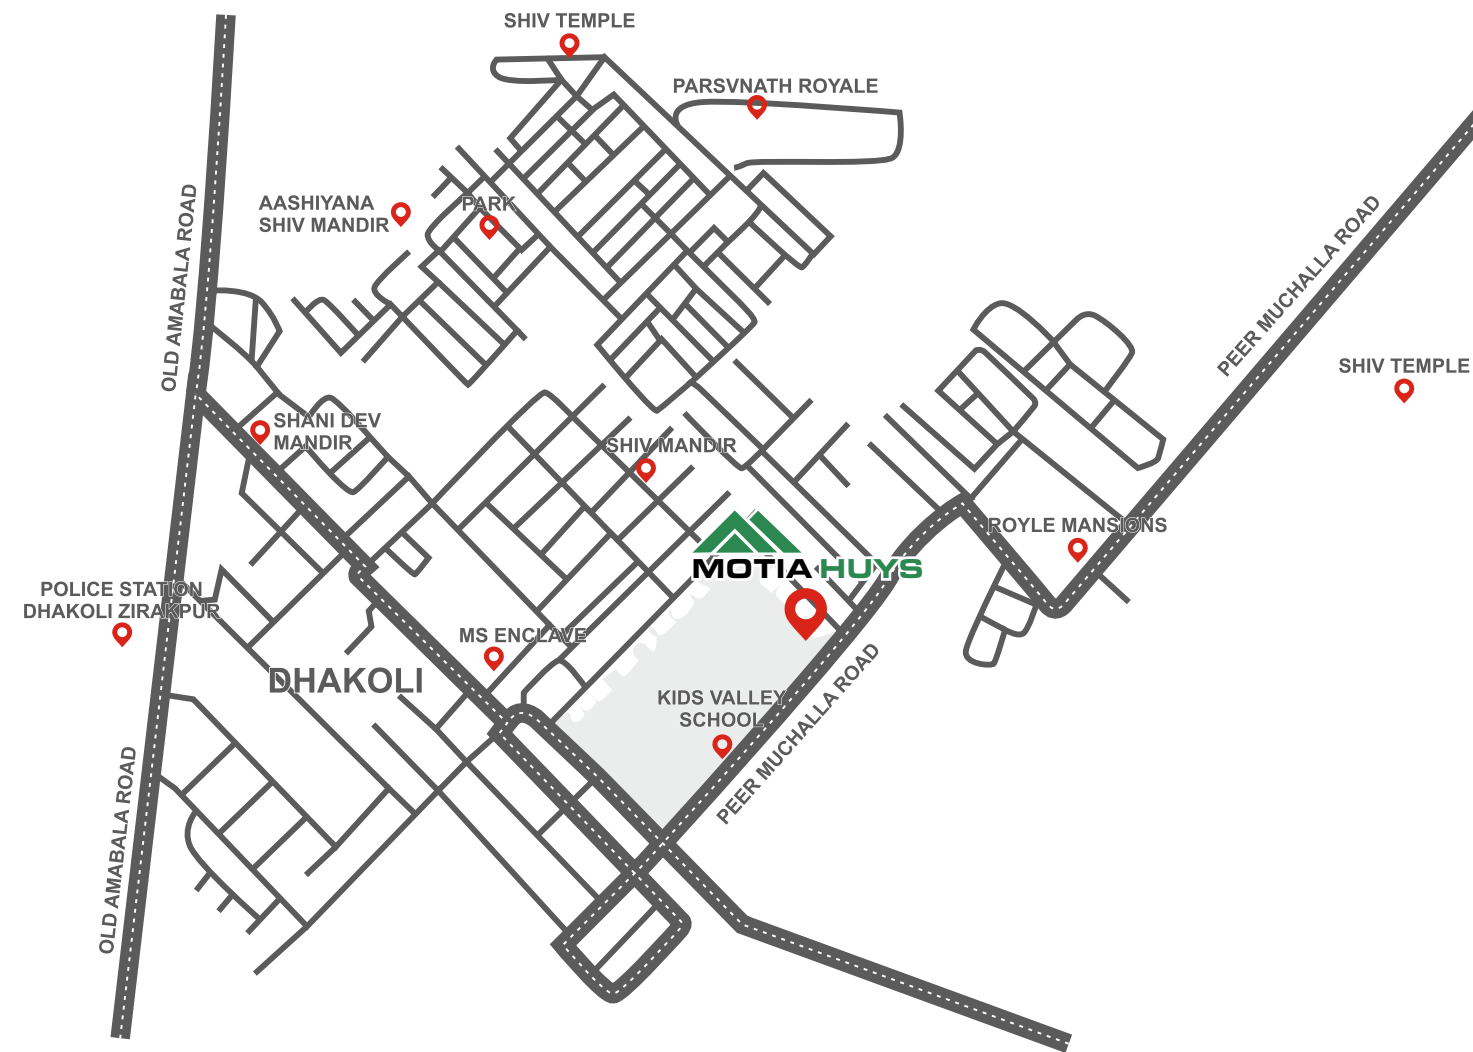 SHIV TEMPLE
PARSVNATH ROYALE
AASHIYANA
SHIV MANDIR
PARK
OLD AMABALA ROAD
PEER MUCHALLA ROAD
SHIV TEMPLE
SHANI DEV
MANDIR
SHIV MANDIR
ROYLE MANSIONS
MOTIA HUYS
POLICE STATION
DHAKOLI ZIRAKPUR
MS ENCLAVE
DHAKOLI
KIDS VALLEY
SCHOOL
PEER MUCHALLA ROAD
OLD AMABALA ROAD